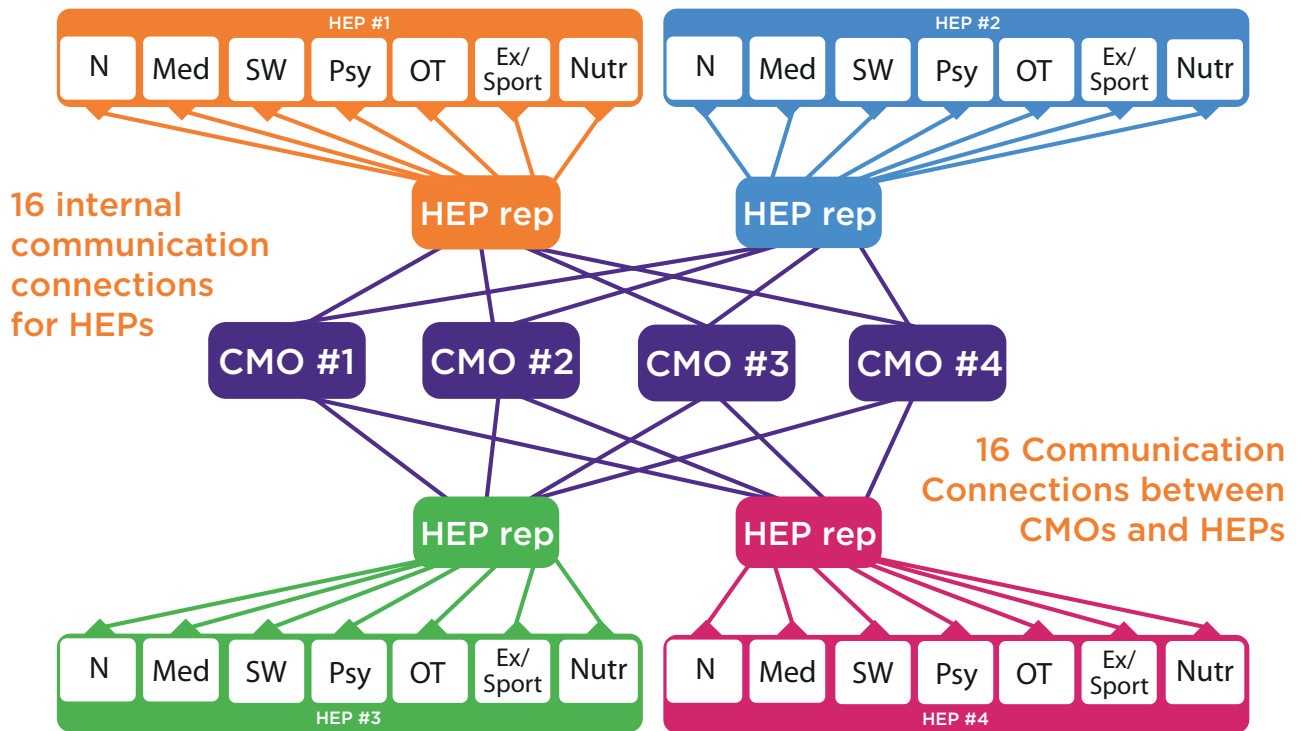 HEP #1
N
Med
SW
Psy
OT
Ex/
Sport
Nutr
HEP #2
N
Med
SW
Psy
OT
Ex/
Sport
Nutr
HEP rep
HEP rep
16 internal
communication
connections
for HEPs
CMO #1
CMO #2
CMO #3
CMO #4
16 Communication
Connections between
CMOs and HEPs
HEP rep
HEP rep
N
Med
SW
Psy
OT
Ex/
Sport
Nutr
HEP #3
N
Med
SW
Psy
OT
Ex/
Sport
Nutr
HEP #4